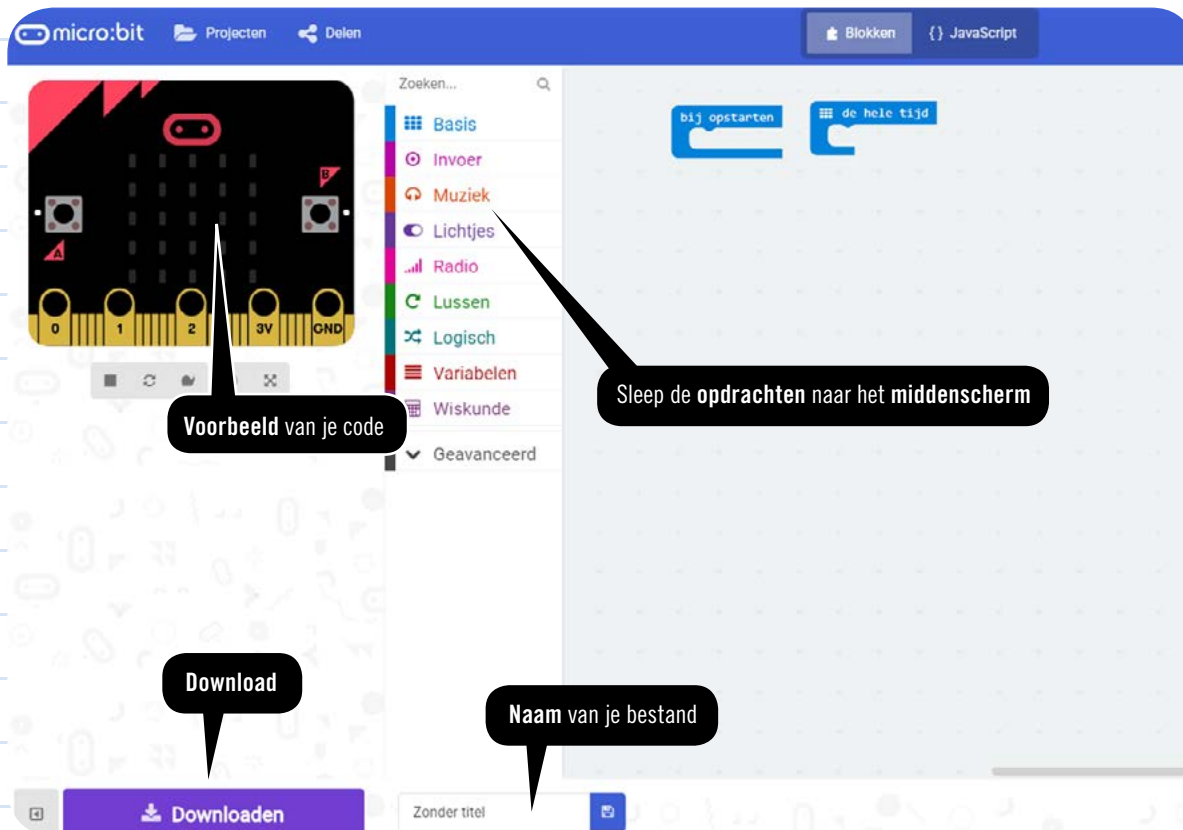 micro:bit Projecten Delen Blokken {} JavaScript
Zoeken...
Basis
Invoer
Muziek
Lichtjes
Radio
Lussen
Logisch
Variabelen
Wiskunde
Geavanceerd
bij opstarten
de hele tijd
B
A
0 1 2 3V GND
Voorbeeld van je code
Sleep de opdrachten naar het middenscherm
Download
Naam van je bestand
Downloaden
Zonder titel